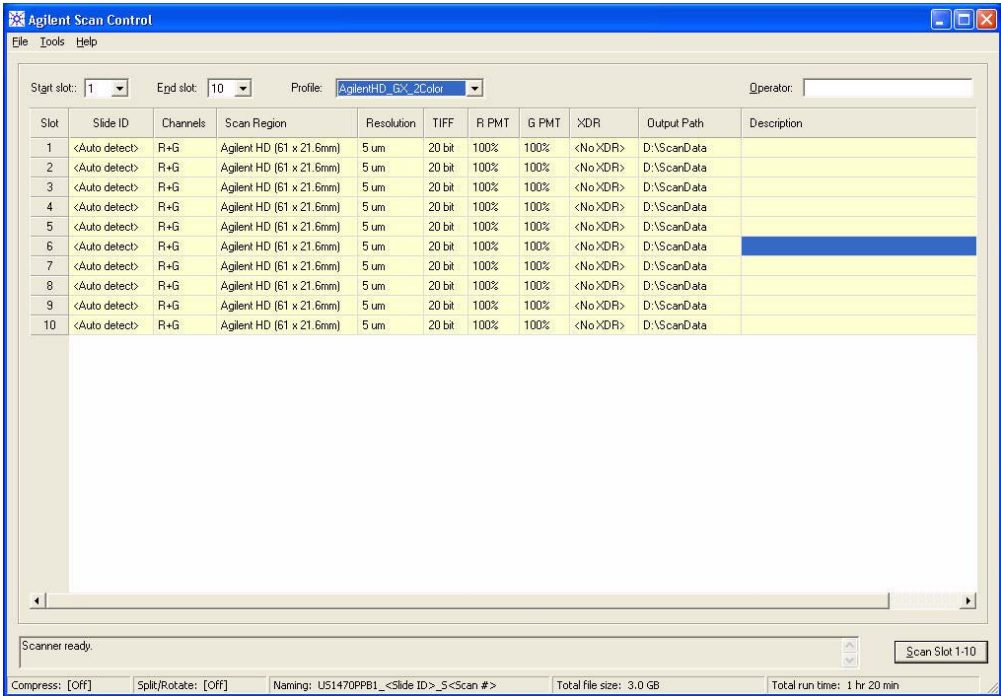 Agilent Scan Control
File Tools Help
Start slot:: 1 End slot: 10 Profile: AgilentHD_GX_2Color Operator:
Slot Slide ID Channels Scan Region Resolution TIFF R PMT G PMT XDR Output Path Description
1 <Auto detect> R+G Agilent HD (61 x 21.6mm) 5 um 20 bit 100% 100% <No XDR> D:\ScanData
2 <Auto detect> R+G Agilent HD (61 x 21.6mm) 5 um 20 bit 100% 100% <No XDR> D:\ScanData
3 <Auto detect> R+G Agilent HD (61 x 21.6mm) 5 um 20 bit 100% 100% <No XDR> D:\ScanData
4 <Auto detect> R+G Agilent HD (61 x 21.6mm) 5 um 20 bit 100% 100% <No XDR> D:\ScanData
5 <Auto detect> R+G Agilent HD (61 x 21.6mm) 5 um 20 bit 100% 100% <No XDR> D:\ScanData
6 <Auto detect> R+G Agilent HD (61 x 21.6mm) 5 um 20 bit 100% 100% <No XDR> D:\ScanData
7 <Auto detect> R+G Agilent HD (61 x 21.6mm) 5 um 20 bit 100% 100% <No XDR> D:\ScanData
8 <Auto detect> R+G Agilent HD (61 x 21.6mm) 5 um 20 bit 100% 100% <No XDR> D:\ScanData
9 <Auto detect> R+G Agilent HD (61 x 21.6mm) 5 um 20 bit 100% 100% <No XDR> D:\ScanData
10 <Auto detect> R+G Agilent HD (61 x 21.6mm) 5 um 20 bit 100% 100% <No XDR> D:\ScanData
Scanner ready.
Scan Slot 1-10
Compress: [Off] Split/Rotate: [Off] Naming: US1470PPB1_<Slide ID>_S<Scan #> Total file size: 3.0 GB Total run time: 1 hr 20 min